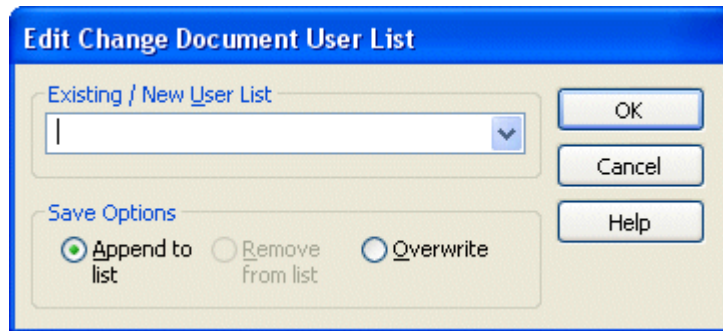 Edit Change Document User List
Existing / New User List
OK
Cancel
Save Options
Help
Append to list
Remove from list
Overwrite